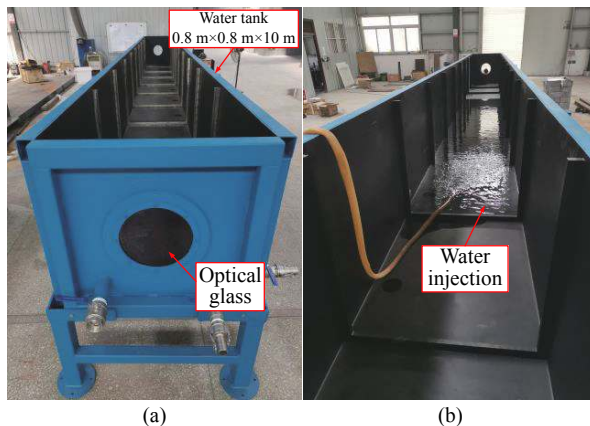 Water tank
0.8 m×0.8 m×10 m
Optical
glass
Water
injection
(a)
(b)